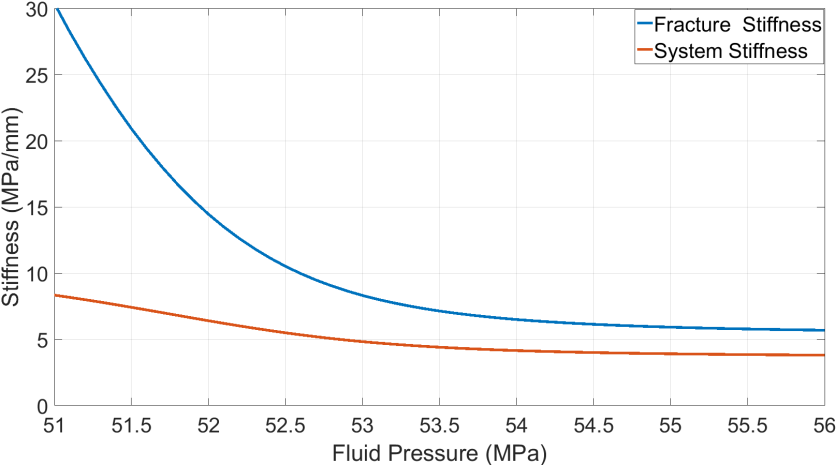 30
25
20
15
10
5
0
Stiffness (MPa/mm)
Fracture  Stiffness
System Stiffness
51 51.5 52 52.5 53 53.5 54 54.5 55 55.5 56
Fluid Pressure (MPa)